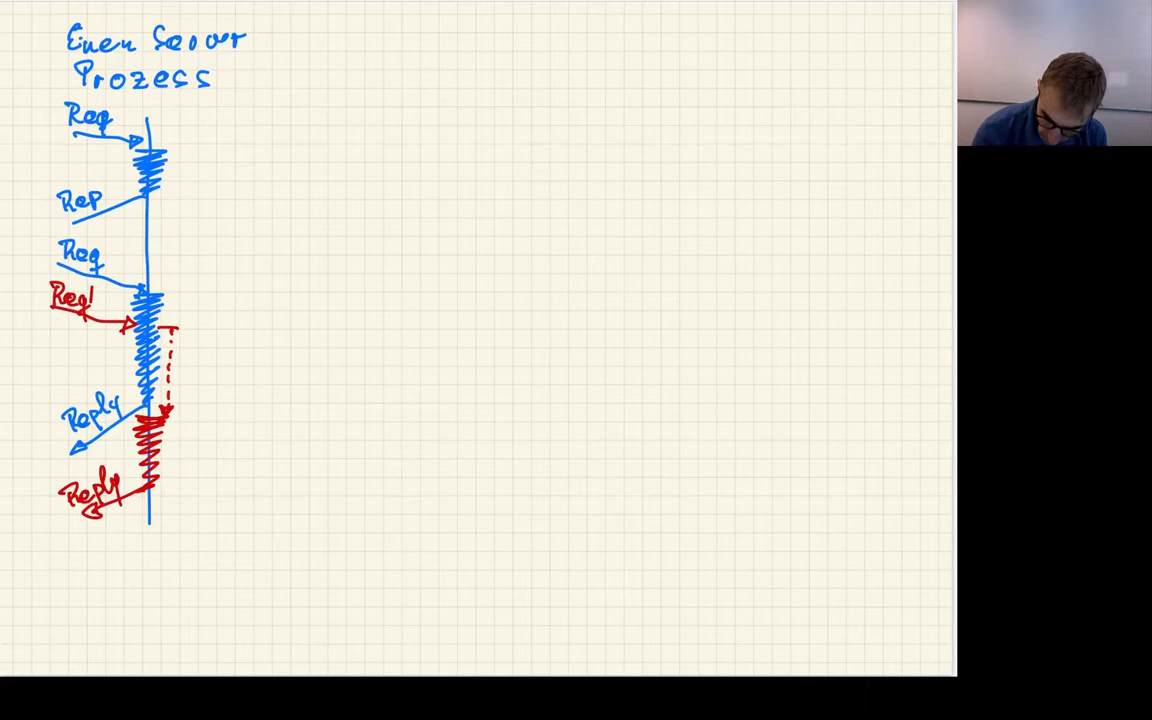 Einen Server
Prozess
Req
Rep
Req
Req'
Reply
Reply